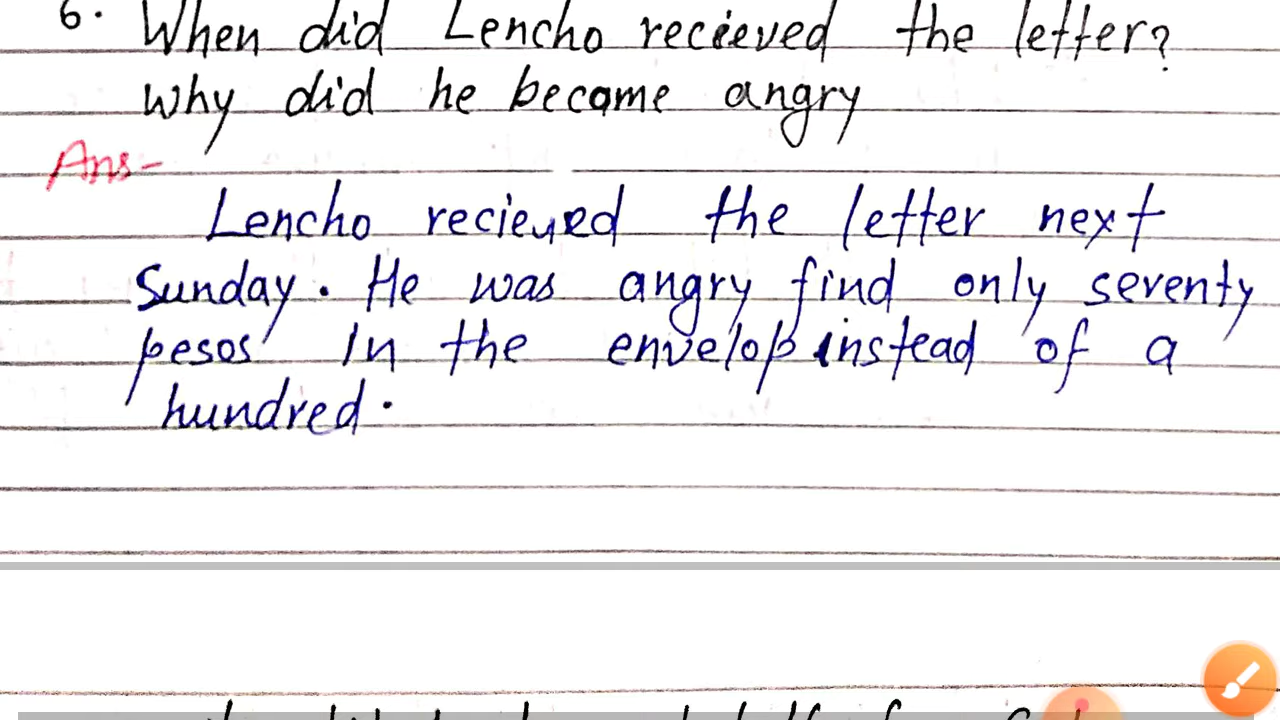 6. When did Lencho recieved the letter?
Why did he became angry
Ans-
Lencho recieved the letter next
Sunday. He was angry find only seventy
pesos in the envelop instead of a
hundred.